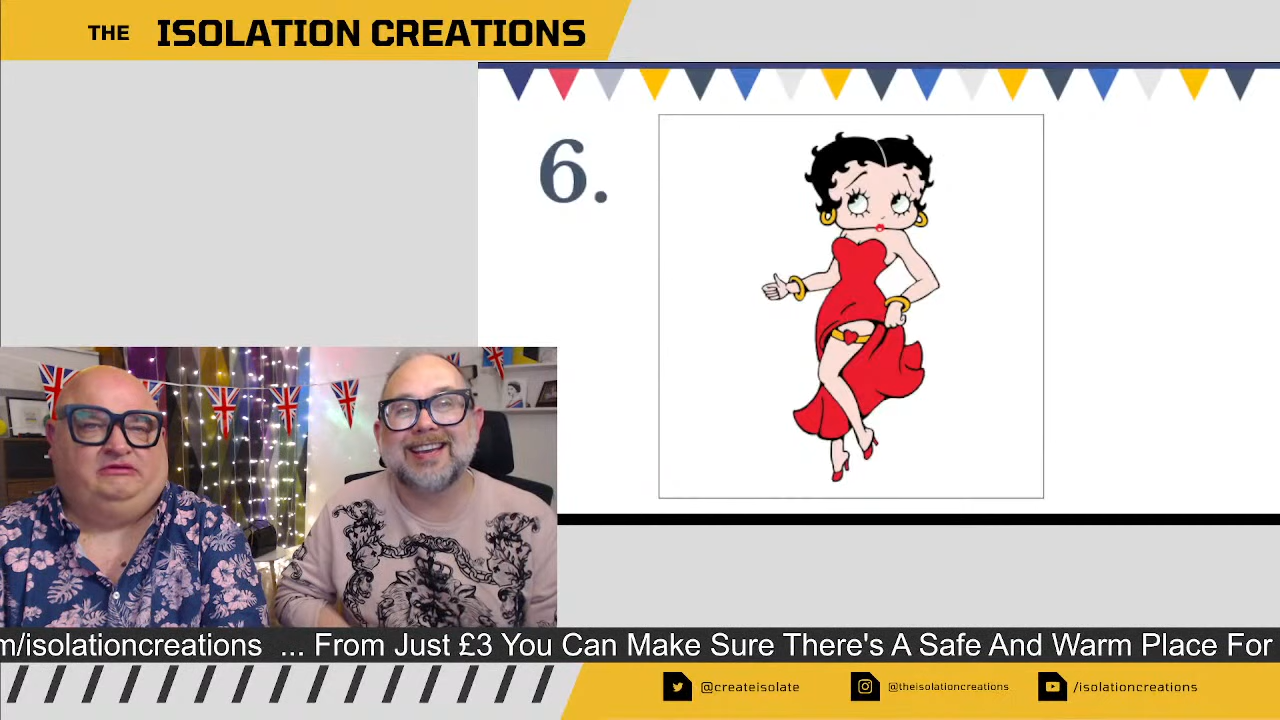 THE ISOLATION CREATIONS
6.
m/isolationcreations ... From Just £3 You Can Make Sure There's A Safe And Warm Place For
@createisolate @theisolationcreations /isolationcreations